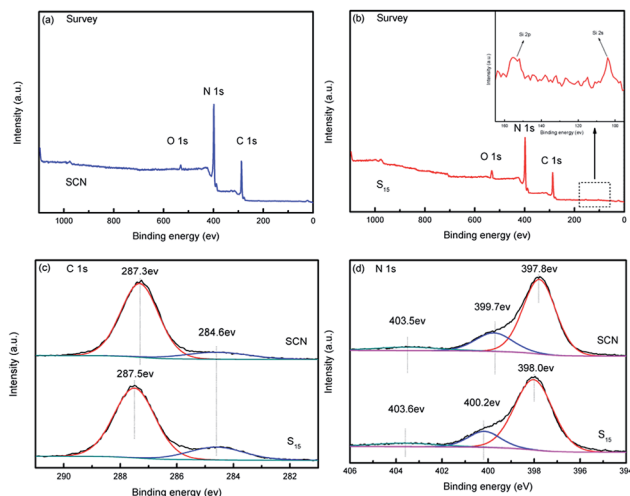 (a) Survey
N 1s
O 1s
C 1s
SCN
Intensity (a.u.)
1000 800 600 400 200 0
Binding energy (ev)
(b) Survey
Si 2p
Si 2s
Intensity (a.u.)
160 140 120 100
Binding energy (ev)
N 1s
O 1s
C 1s
S15
Intensity (a.u.)
1000 800 600 400 200 0
Binding energy (ev)
(c) C 1s
287.3ev
284.6ev
SCN
287.5ev
S15
Intensity (a.u.)
290 288 286 284 282
Binding energy (ev)
(d) N 1s
397.8ev
399.7ev
403.5ev
SCN
398.0ev
400.2ev
403.6ev
S15
Intensity (a.u.)
406 404 402 400 398 396 394
Binding energy (eV)